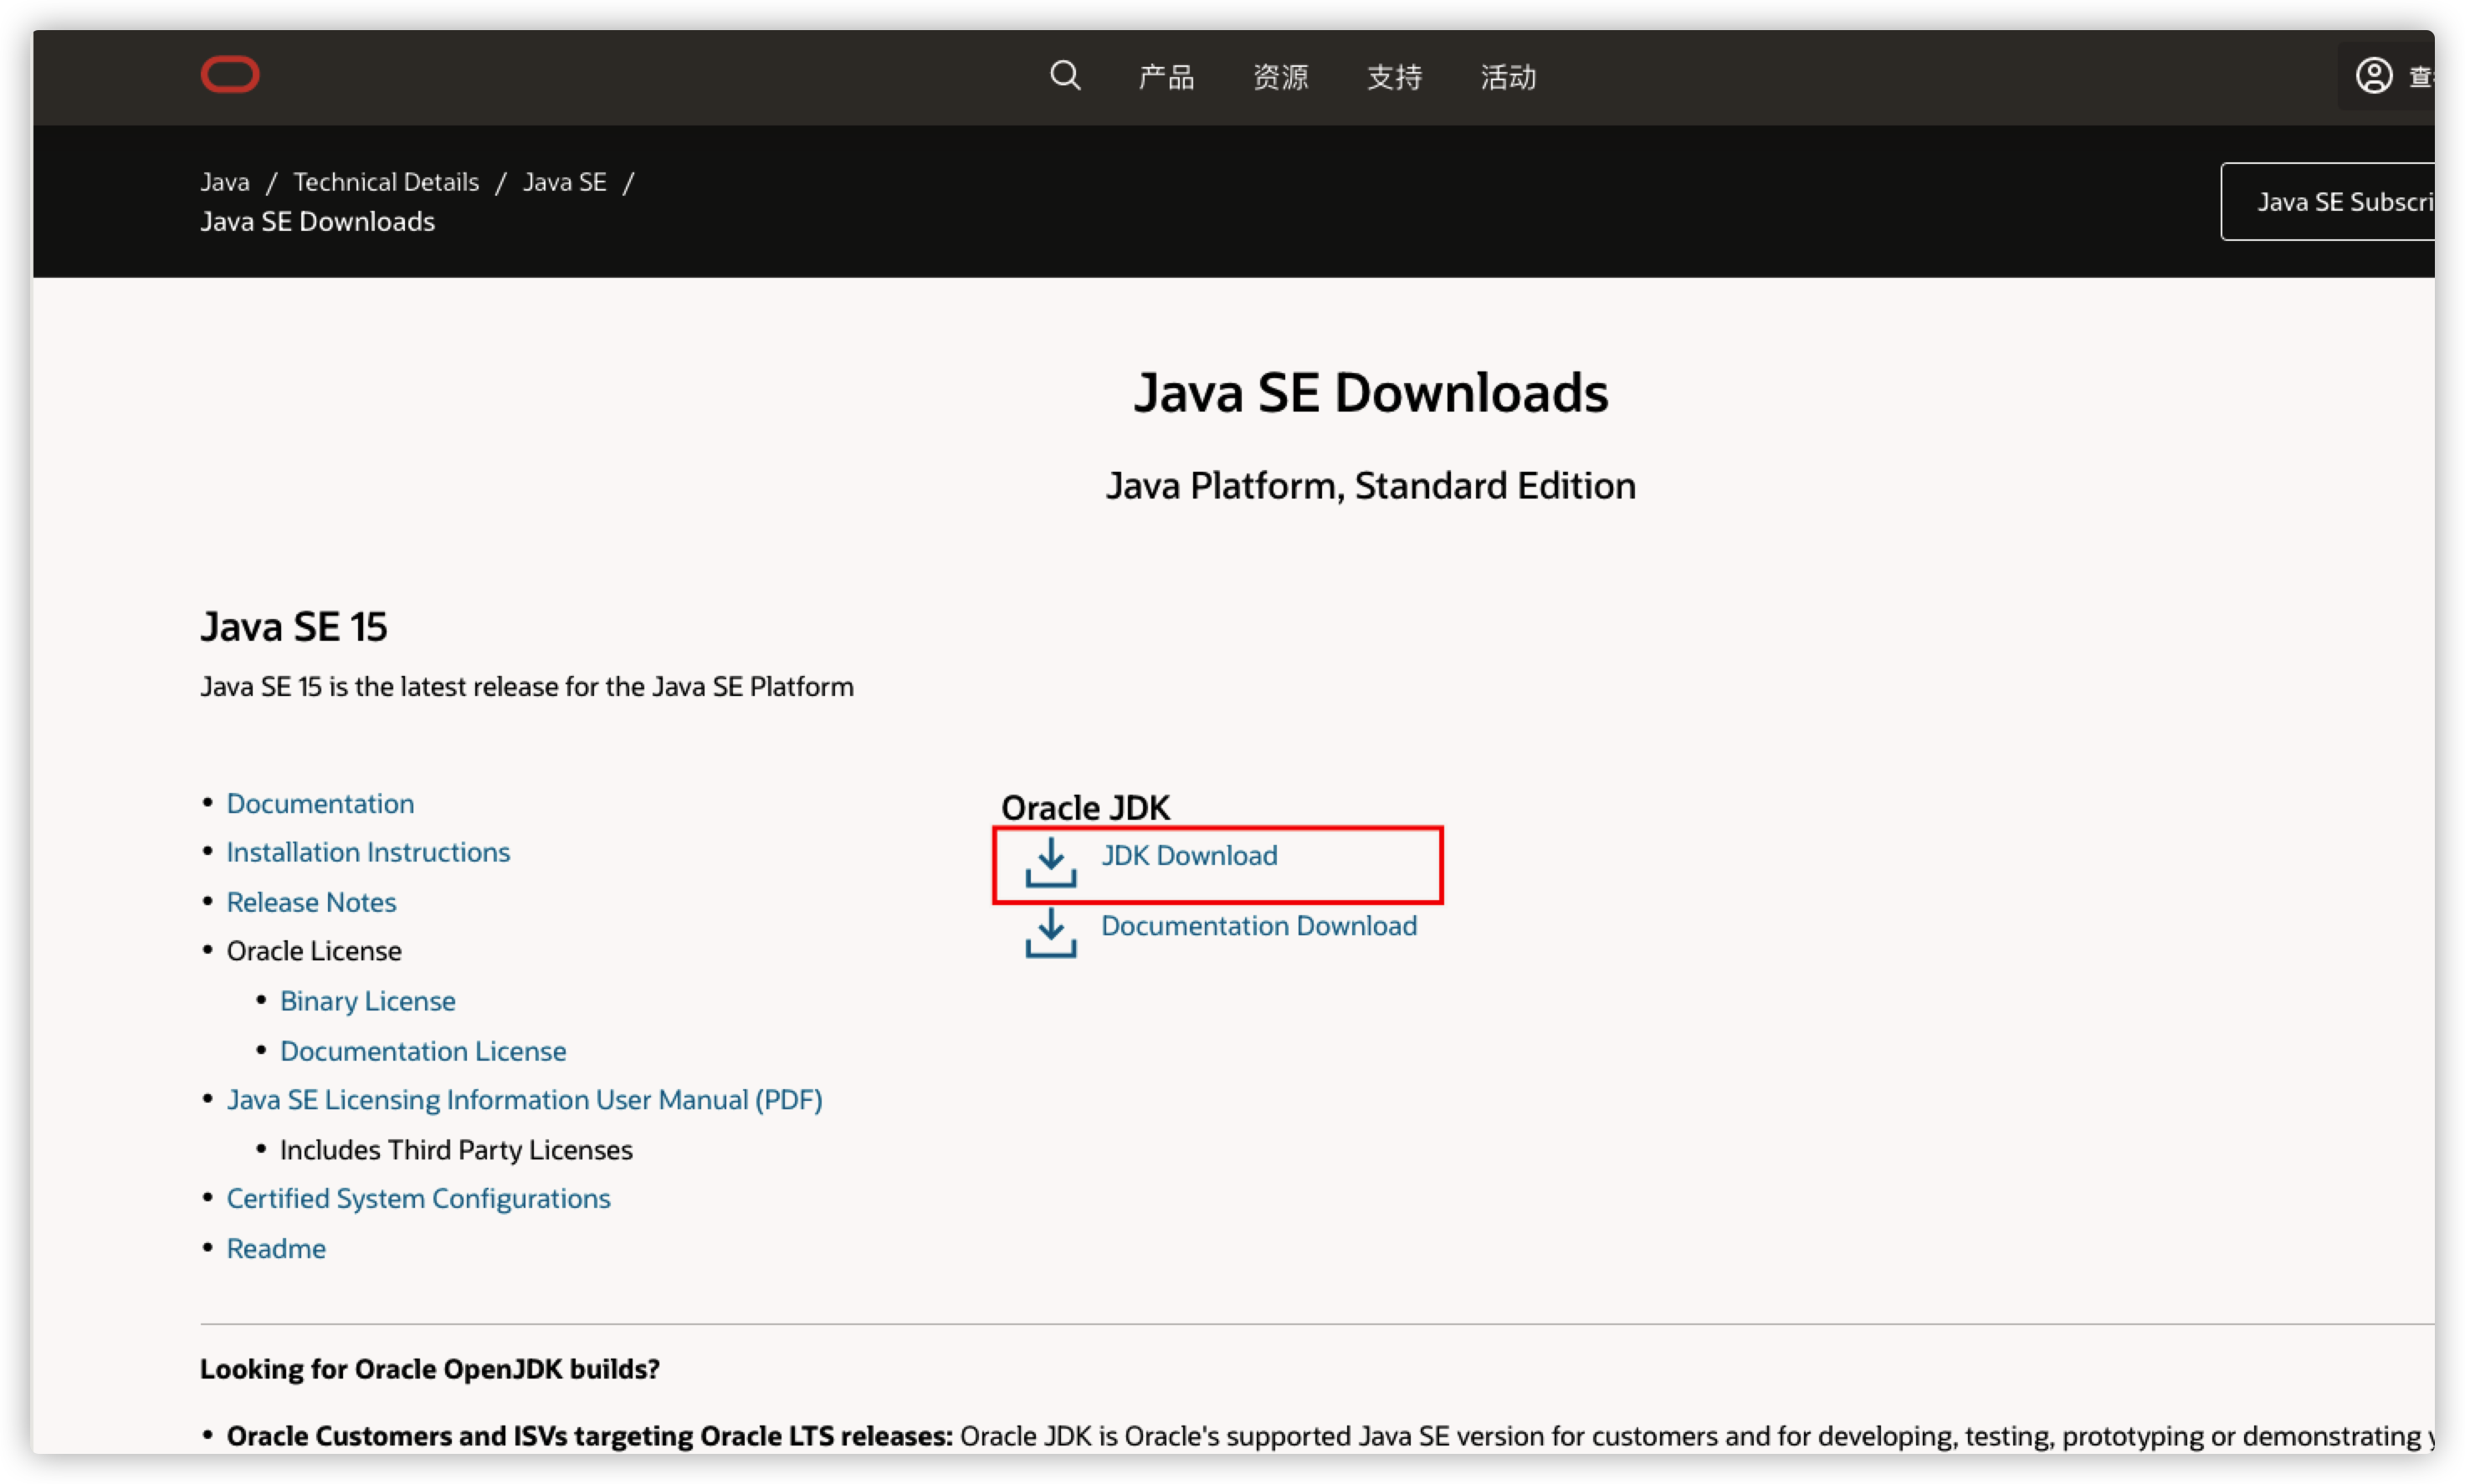 产品 资源 支持 活动
Java / Technical Details / Java SE /
Java SE Downloads
Java SE
Java SE Downloads
Java Platform, Standard Edition
Java SE 15
Java SE 15 is the latest release for the Java SE Platform
• Documentation
• Installation Instructions
• Release Notes
• Oracle License
• Binary License
• Documentation License
• Java SE Licensing Information User Manual (PDF)
• Includes Third Party Licenses
• Certified System Configurations
• Readme
Oracle JDK
JDK Download
Documentation Download
Looking for Oracle OpenJDK builds?
• Oracle Customers and ISVs targeting Oracle LTS releases: Oracle JDK is Oracle's supported Java SE version for customers and for developing, testing, prototyping or demonstrating